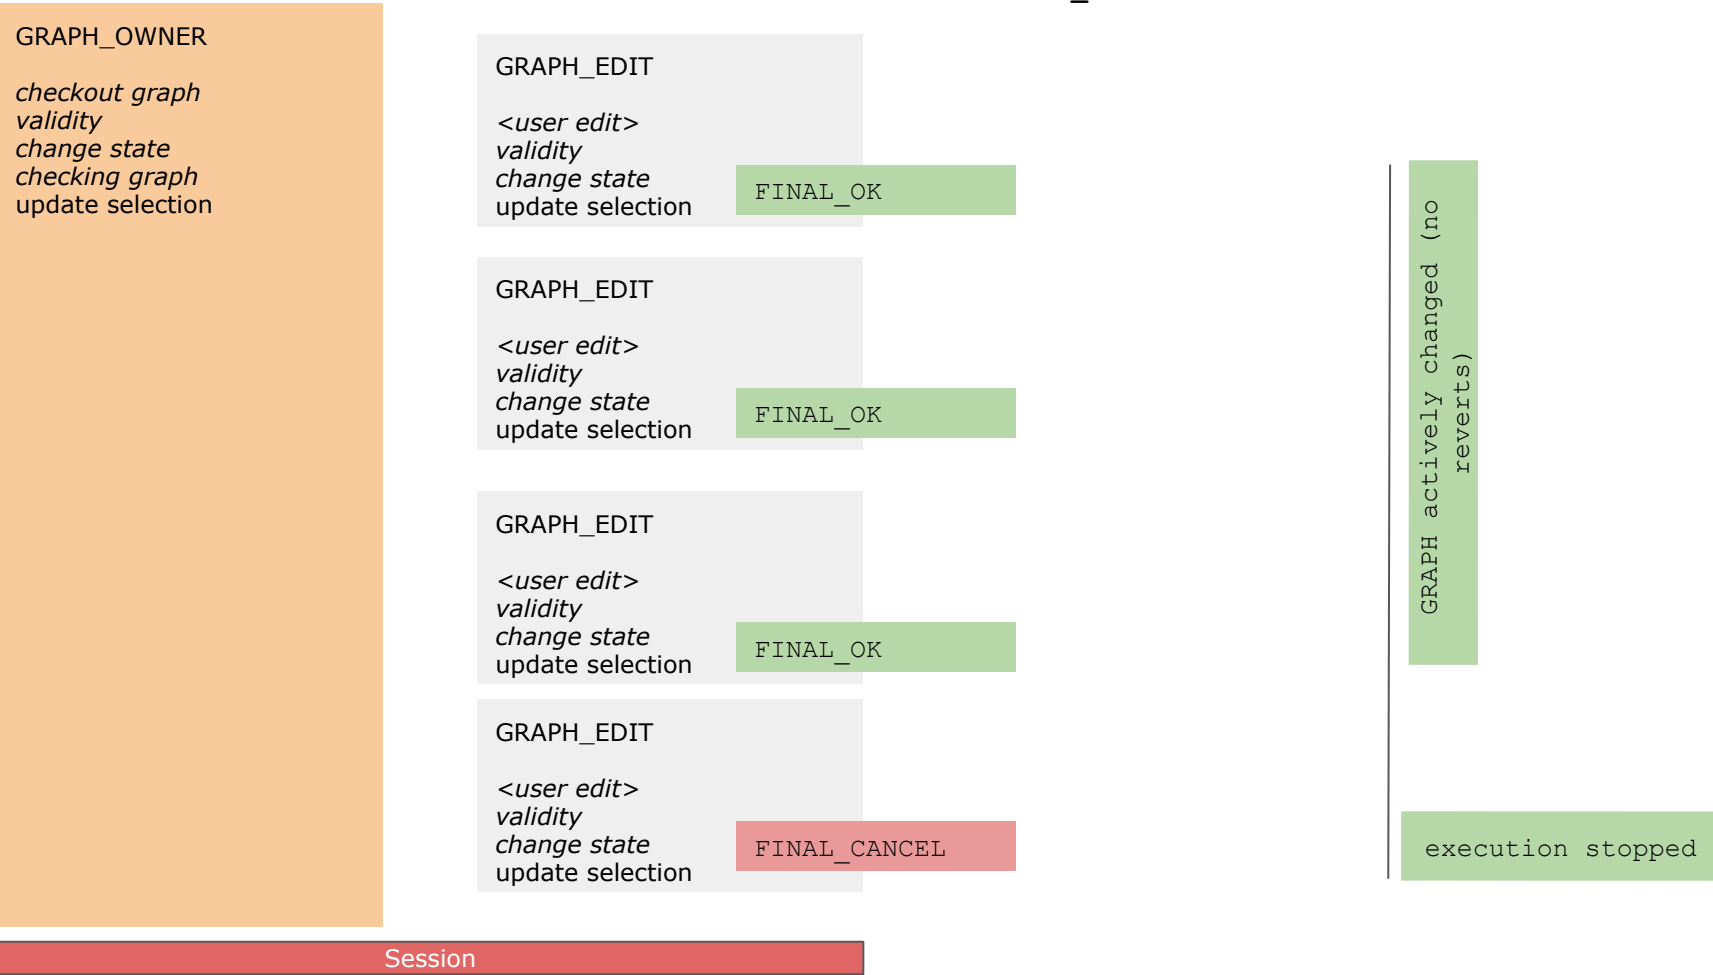 GRAPH_OWNER
checkout graph
validity
change state
checking graph
update selection
GRAPH_EDIT
<user edit>
validity
change state
update selection
FINAL_OK
GRAPH_EDIT
<user edit>
validity
change state
update selection
FINAL_OK
GRAPH_EDIT
<user edit>
validity
change state
update selection
FINAL_OK
GRAPH_EDIT
<user edit>
validity
change state
update selection
FINAL_CANCEL
GRAPH actively changed (no
reverts)
execution stopped
Session